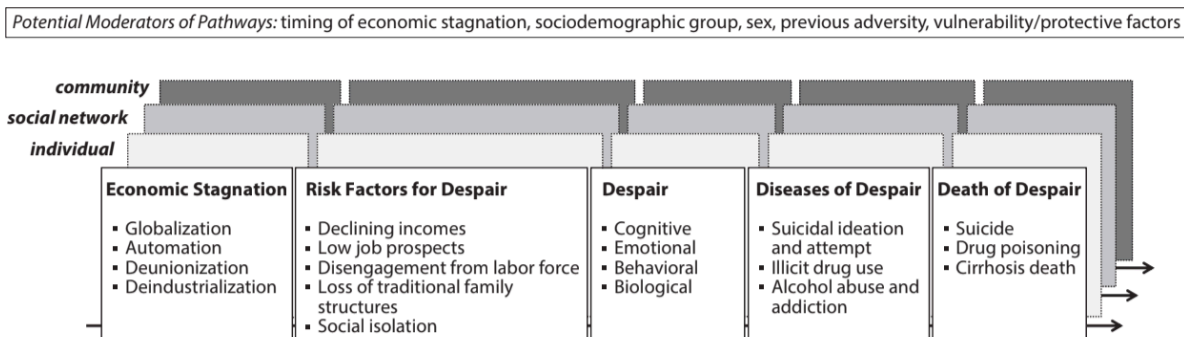 Potential Moderators of Pathways: timing of economic stagnation, sociodemographic group, sex, previous adversity, vulnerability/protective factors
community
social network
individual
Economic Stagnation
▪ Globalization
▪ Automation
▪ Deunionization
▪ Deindustrialization
Risk Factors for Despair
▪ Declining incomes
▪ Low job prospects
▪ Disengagement from labor force
▪ Loss of traditional family
structures
▪ Social isolation
Despair
▪ Cognitive
▪ Emotional
▪ Behavioral
▪ Biological
Diseases of Despair
▪ Suicidal ideation
and attempt
▪ Illicit drug use
▪ Alcohol abuse and
addiction
Death of Despair
▪ Suicide
▪ Drug poisoning
▪ Cirrhosis death